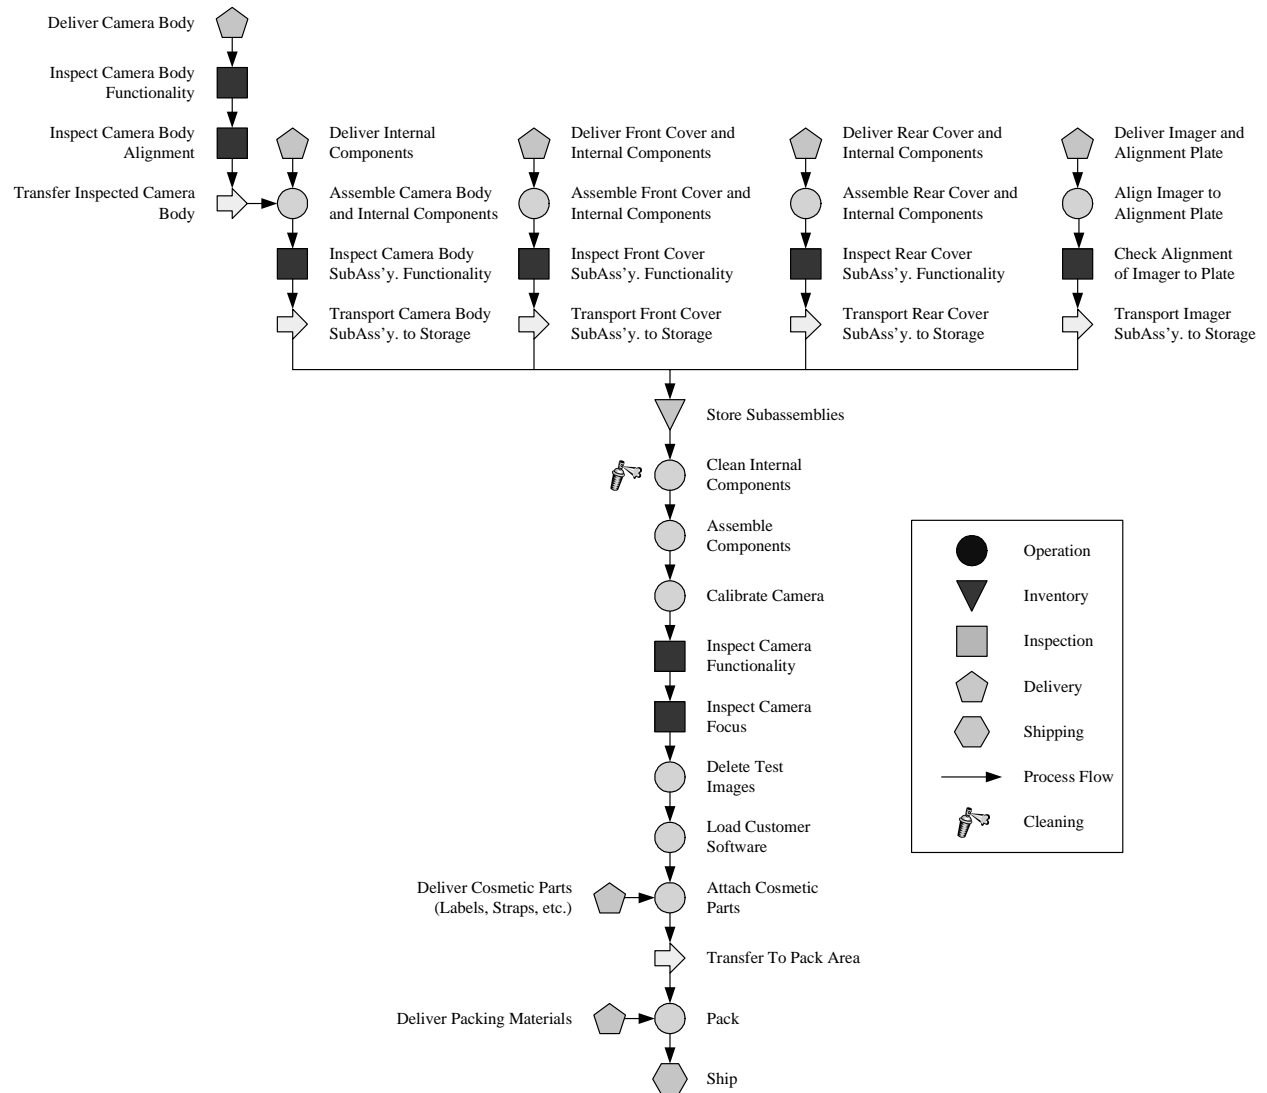 Deliver Camera Body
Inspect Camera Body
Functionality
Inspect Camera Body
Alignment
Transfer Inspected Camera
Body
Deliver Internal
Components
Assemble Camera Body
and Internal Components
Inspect Camera Body
SubAss'y. Functionality
Transport Camera Body
SubAss'y. to Storage
Deliver Front Cover and
Internal Components
Assemble Front Cover and
Internal Components
Inspect Front Cover
SubAss'y. Functionality
Transport Front Cover
SubAss'y. to Storage
Deliver Rear Cover and
Internal Components
Assemble Rear Cover and
Internal Components
Inspect Rear Cover
SubAss'y. Functionality
Transport Rear Cover
SubAss'y. to Storage
Deliver Imager and
Alignment Plate
Align Imager to
Alignment Plate
Check Alignment
of Imager to Plate
Transport Imager
SubAss'y. to Storage
Store Subassemblies
Clean Internal
Components
Assemble
Components
Calibrate Camera
Inspect Camera
Functionality
Inspect Camera
Focus
Delete Test
Images
Load Customer
Software
Deliver Cosmetic Parts
(Labels, Straps, etc.)
Attach Cosmetic
Parts
Transfer To Pack Area
Deliver Packing Materials
Pack
Ship
Operation
Inventory
Inspection
Delivery
Shipping
Process Flow
Cleaning